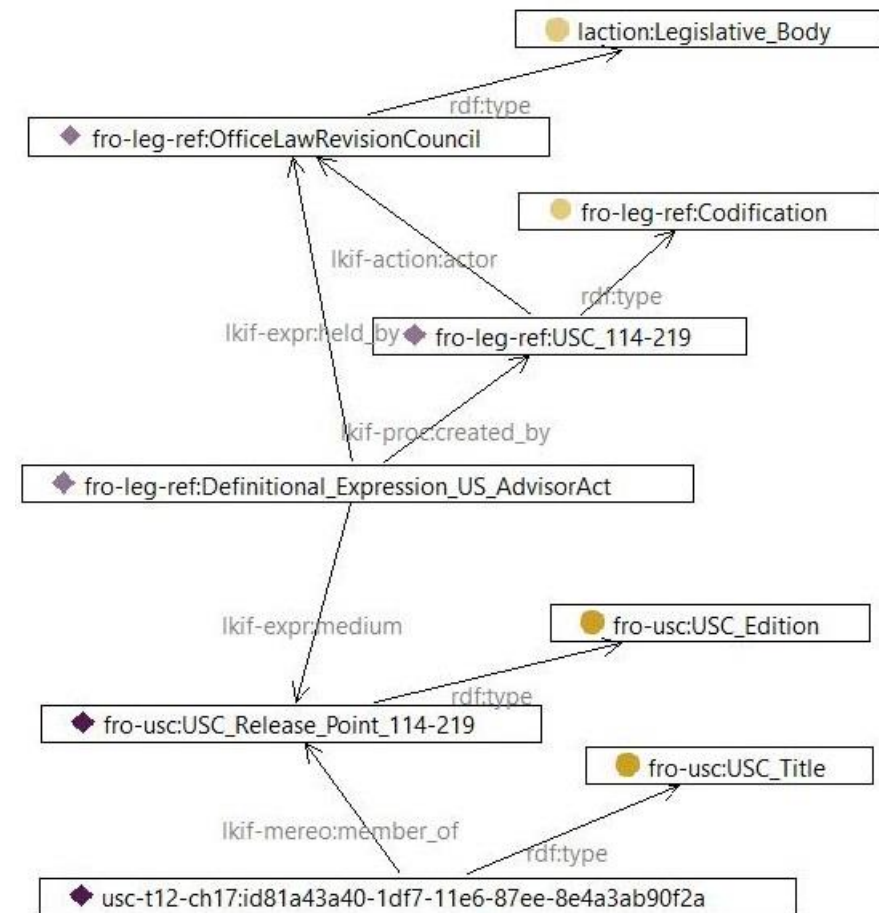 laction:Legislative_Body
rdf:type
fro-leg-ref:OfficeLawRevisionCouncil
fro-leg-ref:Codification
lkif-action:actor
rdf:type
lkif-expr:held_by
fro-leg-ref:USC_114-219
lkif-proc:created_by
fro-leg-ref:Definitional_Expression_US_AdvisorAct
fro-usc:USC_Edition
lkif-expr:medium
rdf:type
fro-usc:USC_Release_Point_114-219
fro-usc:USC_Title
lkif-mereo:member_of
rdf:type
usc-t12-ch17:id81a43a40-1df7-11e6-87ee-8e4a3ab90f2a